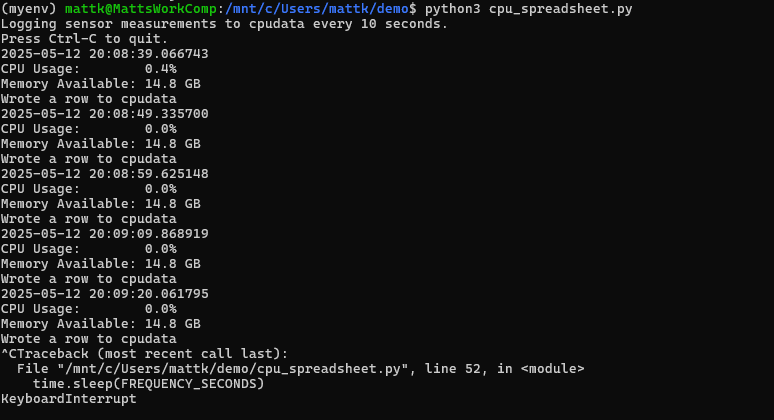 (myenv) mattk@MattsWorkComp:/mnt/c/Users/mattk/demo$ python3 cpu_spreadsheet.py
Logging sensor measurements to cpudata every 10 seconds.
Press Ctrl-C to quit.
2025-05-12 20:08:39.066743
CPU Usage:        0.4%
Memory Available: 14.8 GB
Wrote a row to cpudata
2025-05-12 20:08:49.335700
CPU Usage:        0.0%
Memory Available: 14.8 GB
Wrote a row to cpudata
2025-05-12 20:08:59.625148
CPU Usage:        0.0%
Memory Available: 14.8 GB
Wrote a row to cpudata
2025-05-12 20:09:09.868919
CPU Usage:        0.0%
Memory Available: 14.8 GB
Wrote a row to cpudata
2025-05-12 20:09:20.061795
CPU Usage:        0.0%
Memory Available: 14.8 GB
Wrote a row to cpudata
^CTraceback (most recent call last):
  File "/mnt/c/Users/mattk/demo/cpu_spreadsheet.py", line 52, in <module>
    time.sleep(FREQUENCY_SECONDS)
KeyboardInterrupt